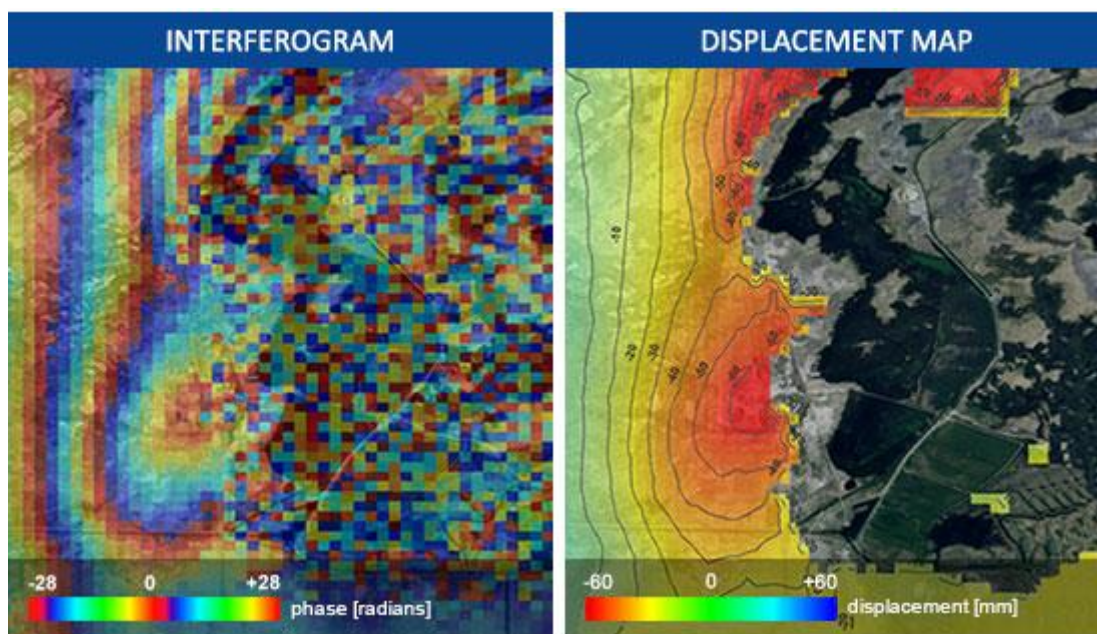 INTERFEROGRAM
-28 0 +28
phase [radians]
DISPLACEMENT MAP
-10
-20
-30
-40
-50
-60 0 +60
displacement [mm]